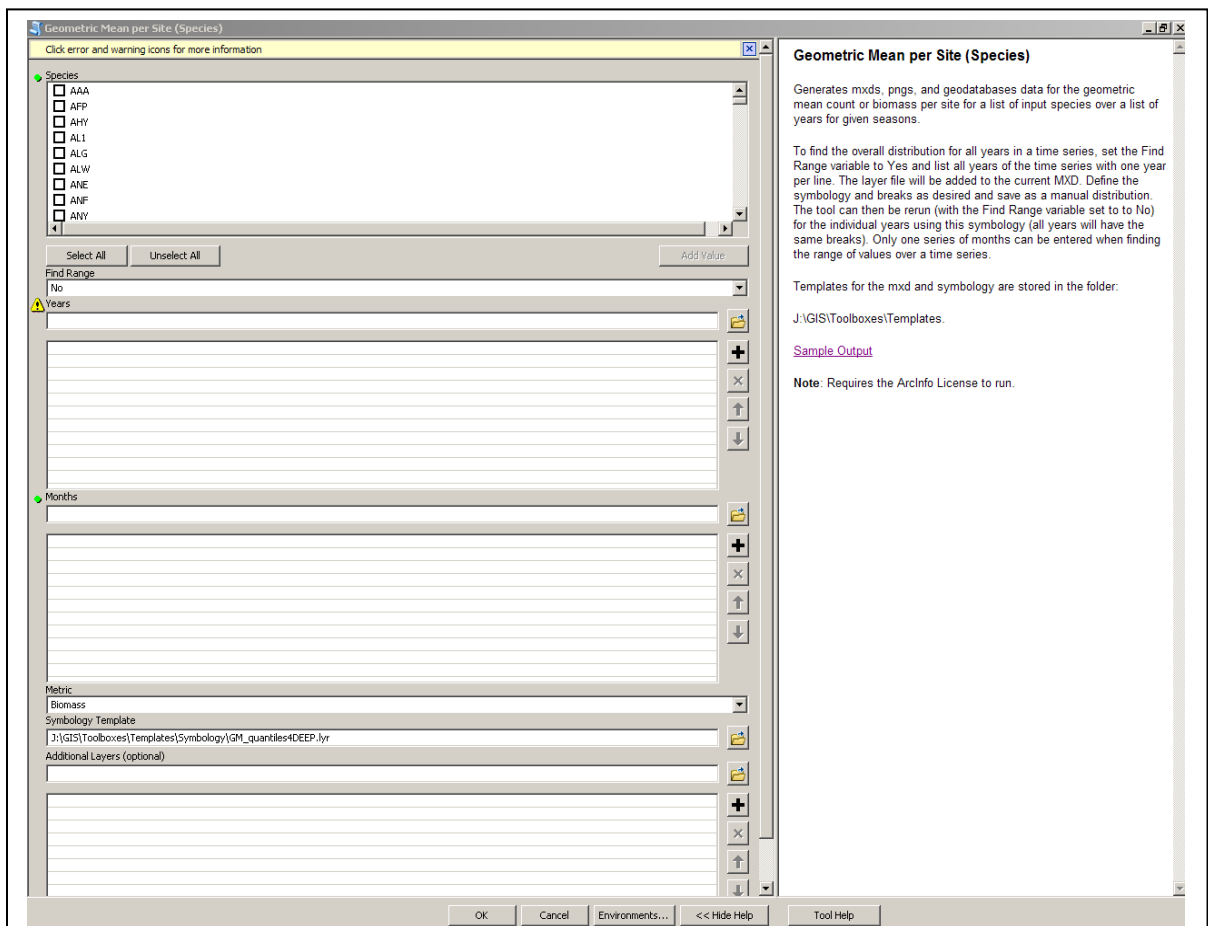 Geometric Mean per Site (Species)
Click error and warning icons for more information
Species
AAA
AFP
AHY
AL1
ALG
ALW
ANE
ANF
ANY
Select All
Unselect All
Add Value
Find Range
No
Years
Months
Metric
Biomass
Symbology Template
J:\GIS\Toolboxes\Templates\Symbology\GM_quantiles4DEEP.lyr
Additional Layers (optional)
OK
Cancel
Environments...
<< Hide Help
Tool Help
Geometric Mean per Site (Species)
Generates mxds, pngs, and geodatabases data for the geometric
mean count or biomass per site for a list of input species over a list of
years for given seasons.
To find the overall distribution for all years in a time series, set the Find
Range variable to Yes and list all years of the time series with one year
per line. The layer file will be added to the current MXD. Define the
symbology and breaks as desired and save as a manual distribution.
The tool can then be rerun (with the Find Range variable set to to No)
for the individual years using this symbology (all years will have the
same breaks). Only one series of months can be entered when finding
the range of values over a time series.
Templates for the mxd and symbology are stored in the folder:
J:\GIS\Toolboxes\Templates.
Sample Output
Note: Requires the ArcInfo License to run.